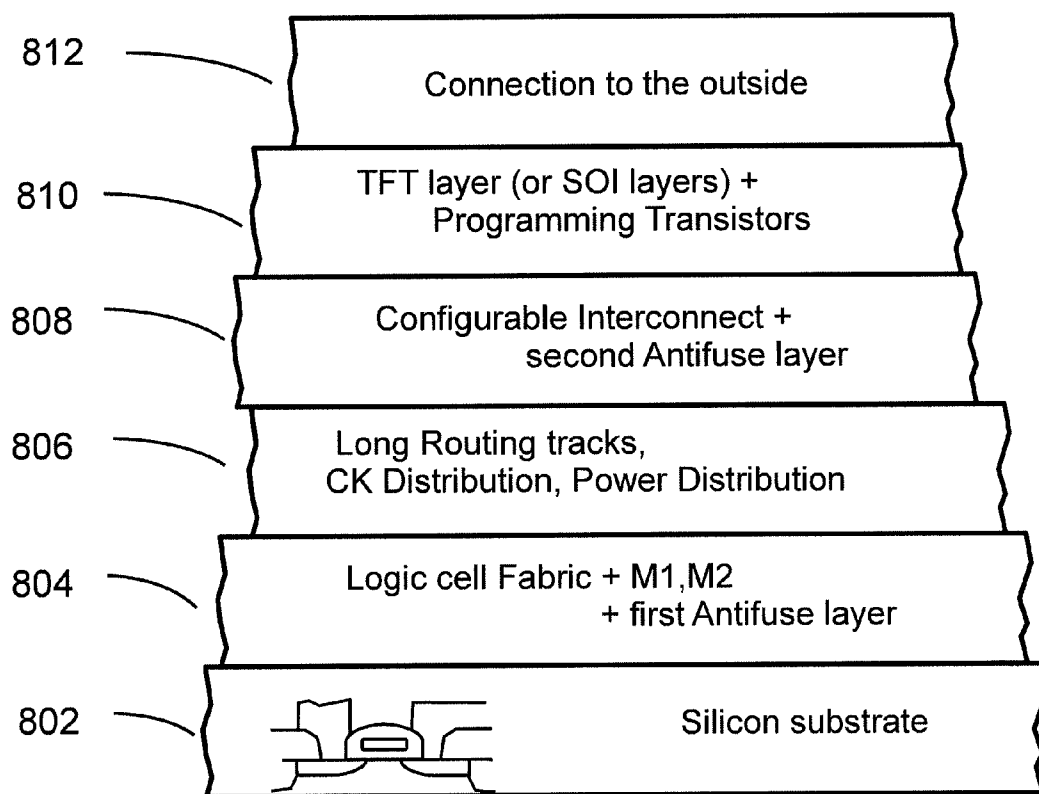 812
Connection to the outside
810
TFT layer (or SOI layers) +
Programming Transistors
808
Configurable Interconnect +
second Antifuse layer
806
Long Routing tracks,
CK Distribution, Power Distribution
804
Logic cell Fabric + M1,M2
+ first Antifuse layer
802
Silicon substrate